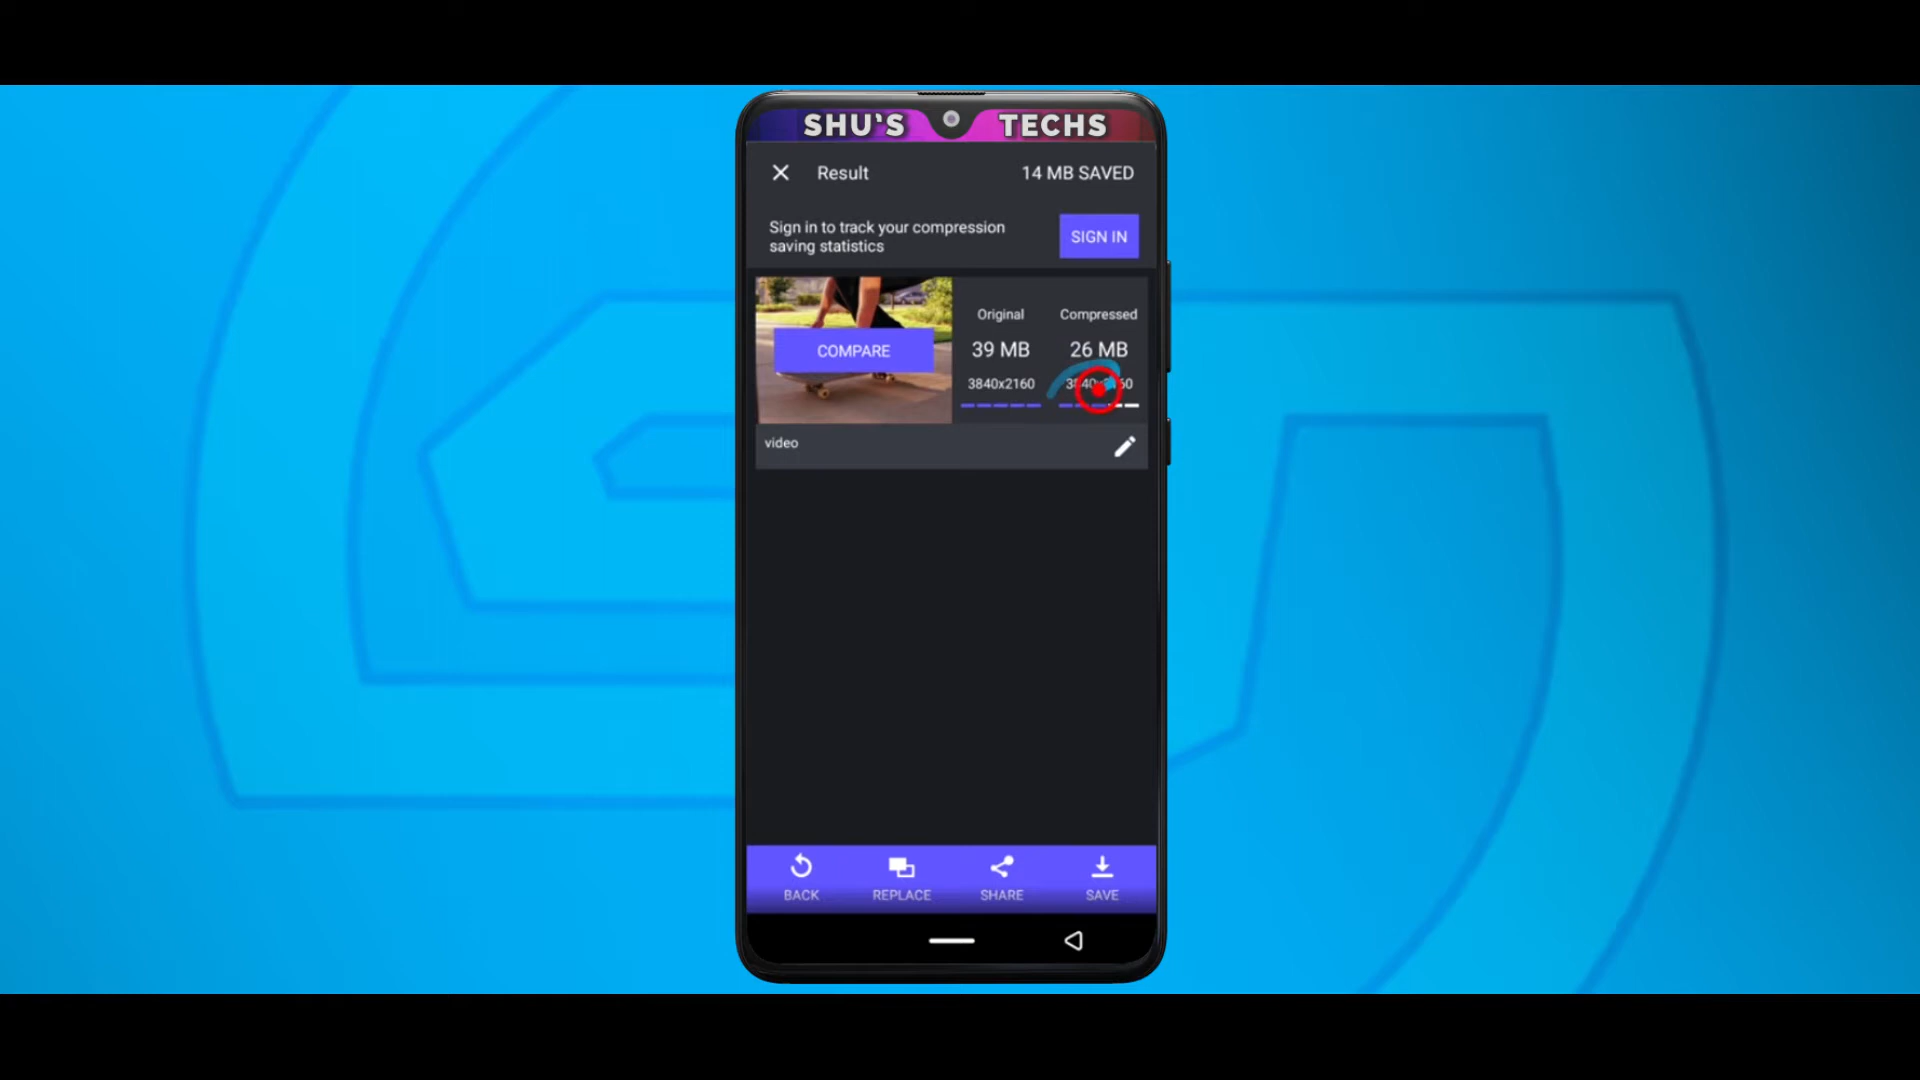 SHU'S TECHS
Result 14 MB SAVED
Sign in to track your compression
saving statistics
SIGN IN
COMPARE
Original Compressed
39 MB 26 MB
3840x2160 3840x2160
video
BACK REPLACE SHARE SAVE